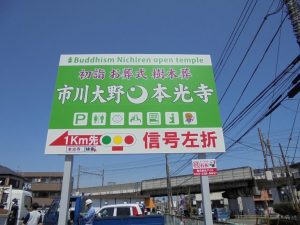 Buddhism Nichiren open temple
初詣 お葬式 樹木葬
市川大野 本光寺
P
1Km先
信号左折